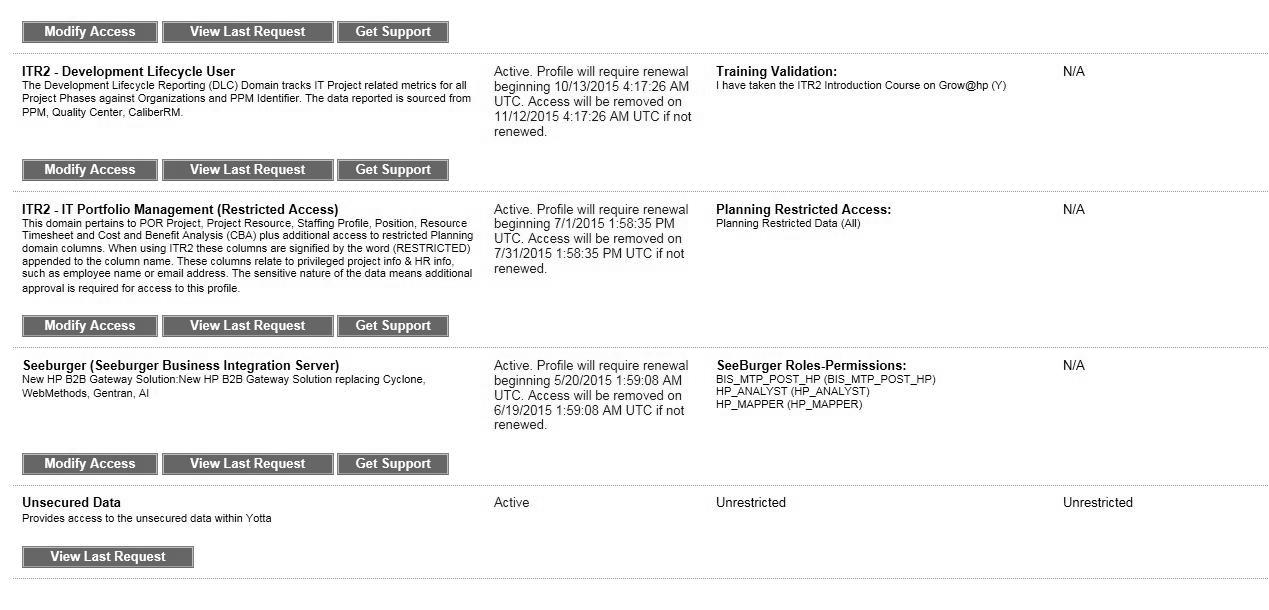 Modify Access View Last Request Get Support
ITR2 - Development Lifecycle User
The Development Lifecycle Reporting (DLC) Domain tracks IT Project related metrics for all
Project Phases against Organizations and PPM Identifier. The data reported is sourced from
PPM, Quality Center, CaliberRM.
Active. Profile will require renewal
beginning 10/13/2015 4:17:26 AM
UTC. Access will be removed on
11/12/2015 4:17:26 AM UTC if not
renewed.
Training Validation:
I have taken the ITR2 Introduction Course on Grow@hp (Y)
N/A
Modify Access View Last Request Get Support
ITR2 - IT Portfolio Management (Restricted Access)
This domain pertains to POR Project, Project Resource, Staffing Profile, Position, Resource
Timesheet and Cost and Benefit Analysis (CBA) plus additional access to restricted Planning
domain columns. When using ITR2 these columns are signified by the word (RESTRICTED)
appended to the column name. These columns relate to privileged project info & HR info,
such as employee name or email address. The sensitive nature of the data means additional
approval is required for access to this profile.
Active. Profile will require renewal
beginning 7/1/2015 1:58:35 PM
UTC. Access will be removed on
7/31/2015 1:58:35 PM UTC if not
renewed.
Planning Restricted Access:
Planning Restricted Data (All)
N/A
Modify Access View Last Request Get Support
Seeburger (Seeburger Business Integration Server)
New HP B2B Gateway Solution:New HP B2B Gateway Solution replacing Cyclone,
WebMethods, Gentran, AI
Active. Profile will require renewal
beginning 5/20/2015 1:59:08 AM
UTC. Access will be removed on
6/19/2015 1:59:08 AM UTC if not
renewed.
SeeBurger Roles-Permissions:
BIS_MTP_POST_HP (BIS_MTP_POST_HP)
HP_ANALYST (HP_ANALYST)
HP_MAPPER (HP_MAPPER)
N/A
Modify Access View Last Request Get Support
Unsecured Data
Provides access to the unsecured data within Yotta
Active
Unrestricted
Unrestricted
View Last Request